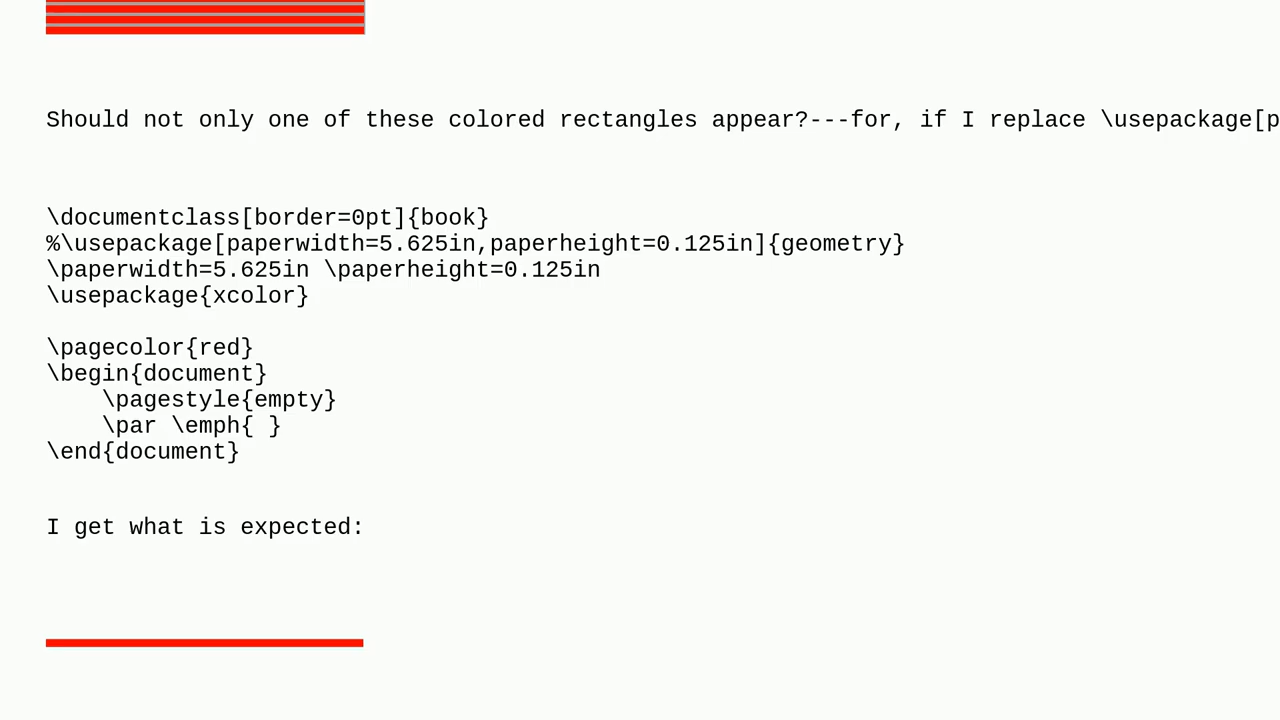 Should not only one of these colored rectangles appear?---for, if I replace \usepackage[p
\documentclass[border=0pt]{book}
%\usepackage[paperwidth=5.625in,paperheight=0.125in]{geometry}
\paperwidth=5.625in \paperheight=0.125in
\usepackage{xcolor}
\pagecolor{red}
\begin{document}
    \pagestyle{empty}
    \par \emph{ }
\end{document}
I get what is expected: